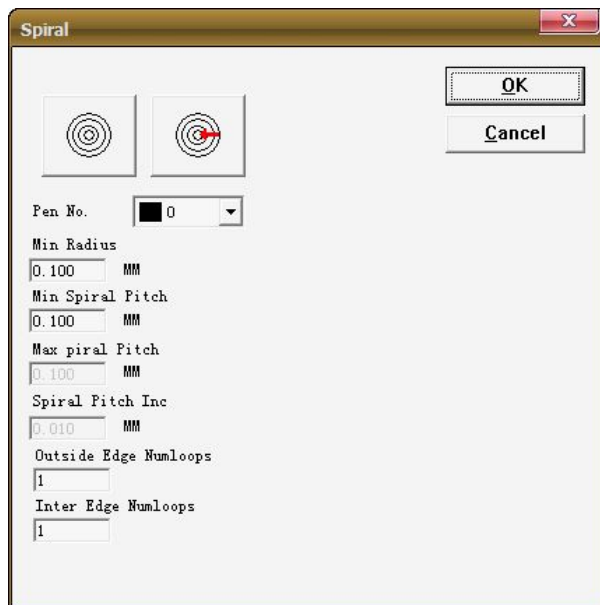 Spiral
OK
Cancel
Pen No. 0
Min Radius
0.100 MM
Min Spiral Pitch
0.100 MM
Max piral Pitch
0.100 MM
Spiral Pitch Inc
0.010 MM
Outside Edge Numloops
1
Inter Edge Numloops
1